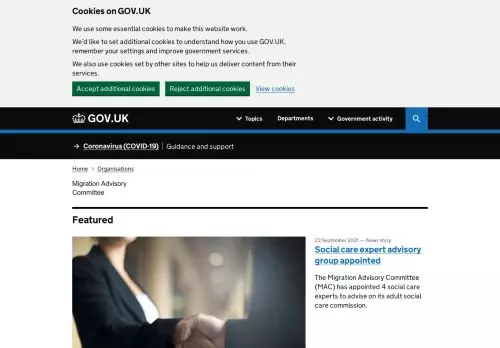 Cookies on GOV.UK
We use some essential cookies to make this website work.
We'd like to set additional cookies to understand how you use GOV.UK,
remember your settings and improve government services.
We also use cookies set by other sites to help us deliver content from their
services.
Accept additional cookies Reject additional cookies View cookies
GOV.UK Topics Departments Government activity
→ Coronavirus (COVID-19) Guidance and support
Home > Organisations
Migration Advisory
Committee
Featured
22 September 2021 — News story
Social care expert advisory
group appointed
The Migration Advisory Committee
(MAC) has appointed 4 social care
experts to advise on its adult social
care commission.